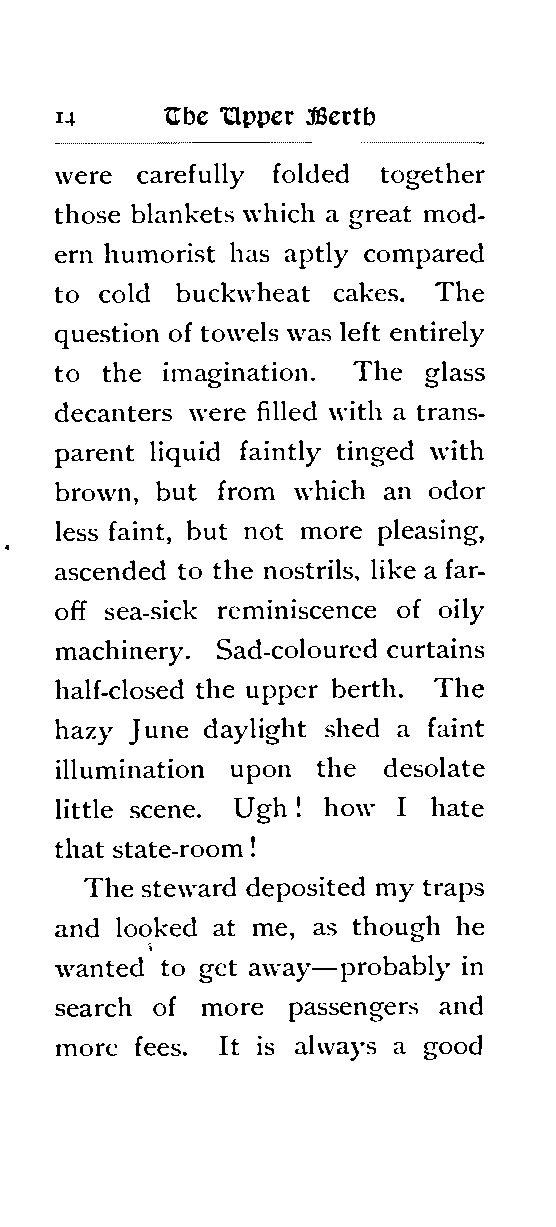 14 The Upper Berth
were carefully folded together
those blankets which a great mod-
ern humorist has aptly compared
to cold buckwheat cakes. The
question of towels was left entirely
to the imagination. The glass
decanters were filled with a trans-
parent liquid faintly tinged with
brown, but from which an odor
less faint, but not more pleasing,
ascended to the nostrils, like a far-
off sea-sick reminiscence of oily
machinery. Sad-coloured curtains
half-closed the upper berth. The
hazy June daylight shed a faint
illumination upon the desolate
little scene. Ugh! how I hate
that state-room!
The steward deposited my traps
and looked at me, as though he
wanted to get away—probably in
search of more passengers and
more fees. It is always a good